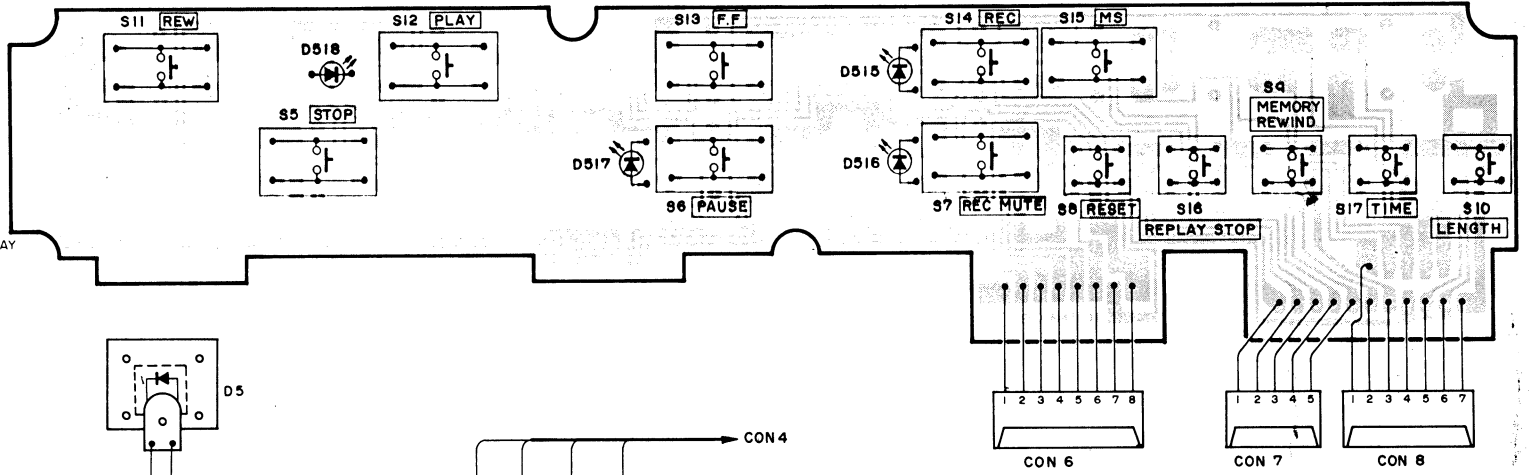 S11 REW
S12 PLAY
S13 F.F
S14 REC
S15 MS
D518
D515
S9
MEMORY
REWIND
S5 STOP
D517
D516
S6 PAUSE
S7 REC MUTE
S8 RESET
S16
REPLAY STOP
S17 TIME
S10
LENGTH
AY
D5
CON 4
1 2 3 4 5 6 7 8
1 2 3 4 5
1 2 3 4 5 6 7
CON 6
CON 7
CON 8